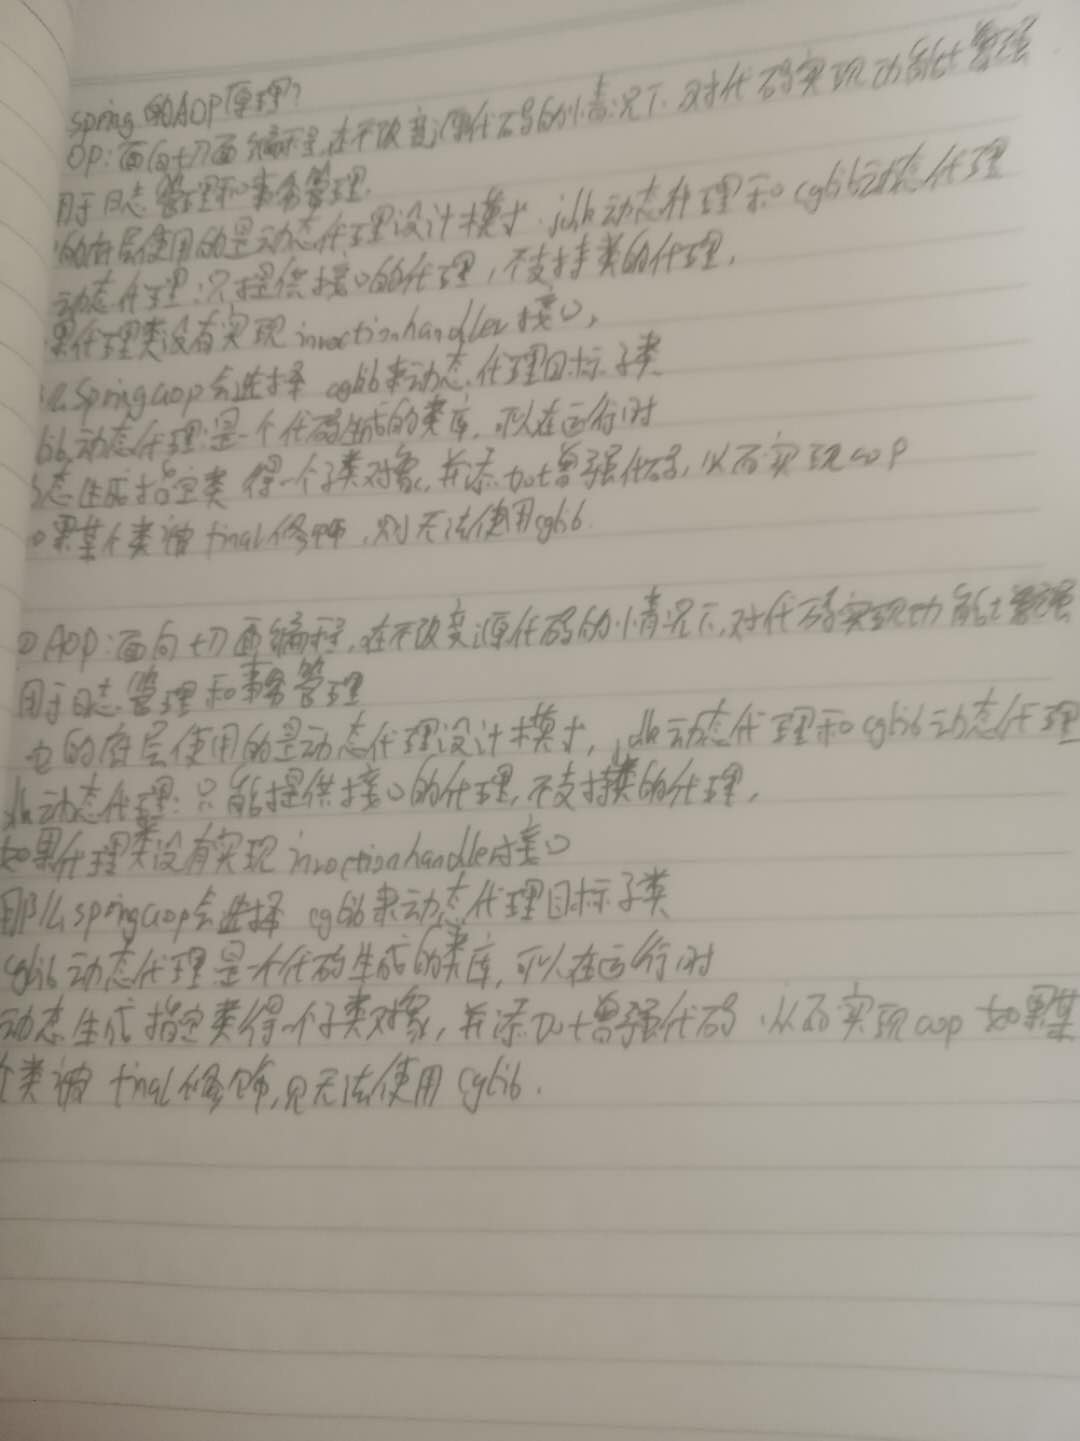 spring的AOP原理?
OP:面向切面编程,在不改变源代码的情况下,对代码实现功能增强
用于日志管理和事务管理.
的底层使用的是动态代理设计模式.jdk动态代理和cglib动态代理
动态代理:只提供接口的代理,不支持类的代理,
果代理类没有实现invoctionhandler接口,
么springaop会选择 cglib来动态代理目标子类
lib动态代理:是一个代码生成的类库,可以在运行时
态生成指定类得一个子类对象,并添加增强代码,从而实现aop
果某个类被final修饰,则无法使用cglib.
②AOP:面向切面编程,在不改变源代码的情况下,对代码实现功能增强
用于日志管理和事务管理
它的底层使用的是动态代理设计模式,jdk动态代理和cglib动态代理
jdk动态代理:只能提供接口的代理,不支持类的代理,
如果代理类没有实现invoctionhandler接口
那么springaop会选择 cglib来动态代理目标子类
cglib动态代理是一个代码生成的类库,可以在运行时
动态生成指定类得一个子类对象,并添加增强代码,从而实现aop如果某
个类被final修饰,则无法使用cglib.